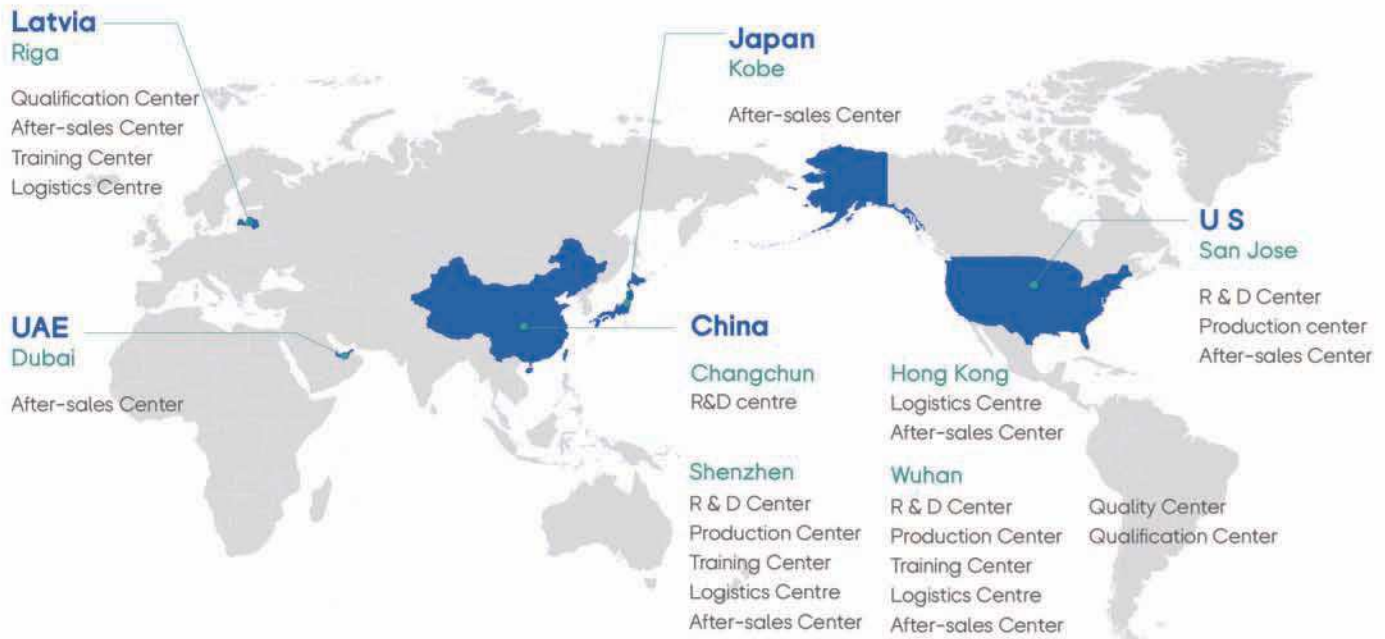 Latvia
Riga
Qualification Center
After-sales Center
Training Center
Logistics Centre
Japan
Kobe
After-sales Center
U S
San Jose
R & D Center
Production center
After-sales Center
UAE
Dubai
After-sales Center
China
Changchun
R&D centre
Hong Kong
Logistics Centre
After-sales Center
Shenzhen
R & D Center
Production Center
Training Center
Logistics Centre
After-sales Center
Wuhan
R & D Center
Production Center
Training Center
Logistics Centre
After-sales Center
Quality Center
Qualification Center